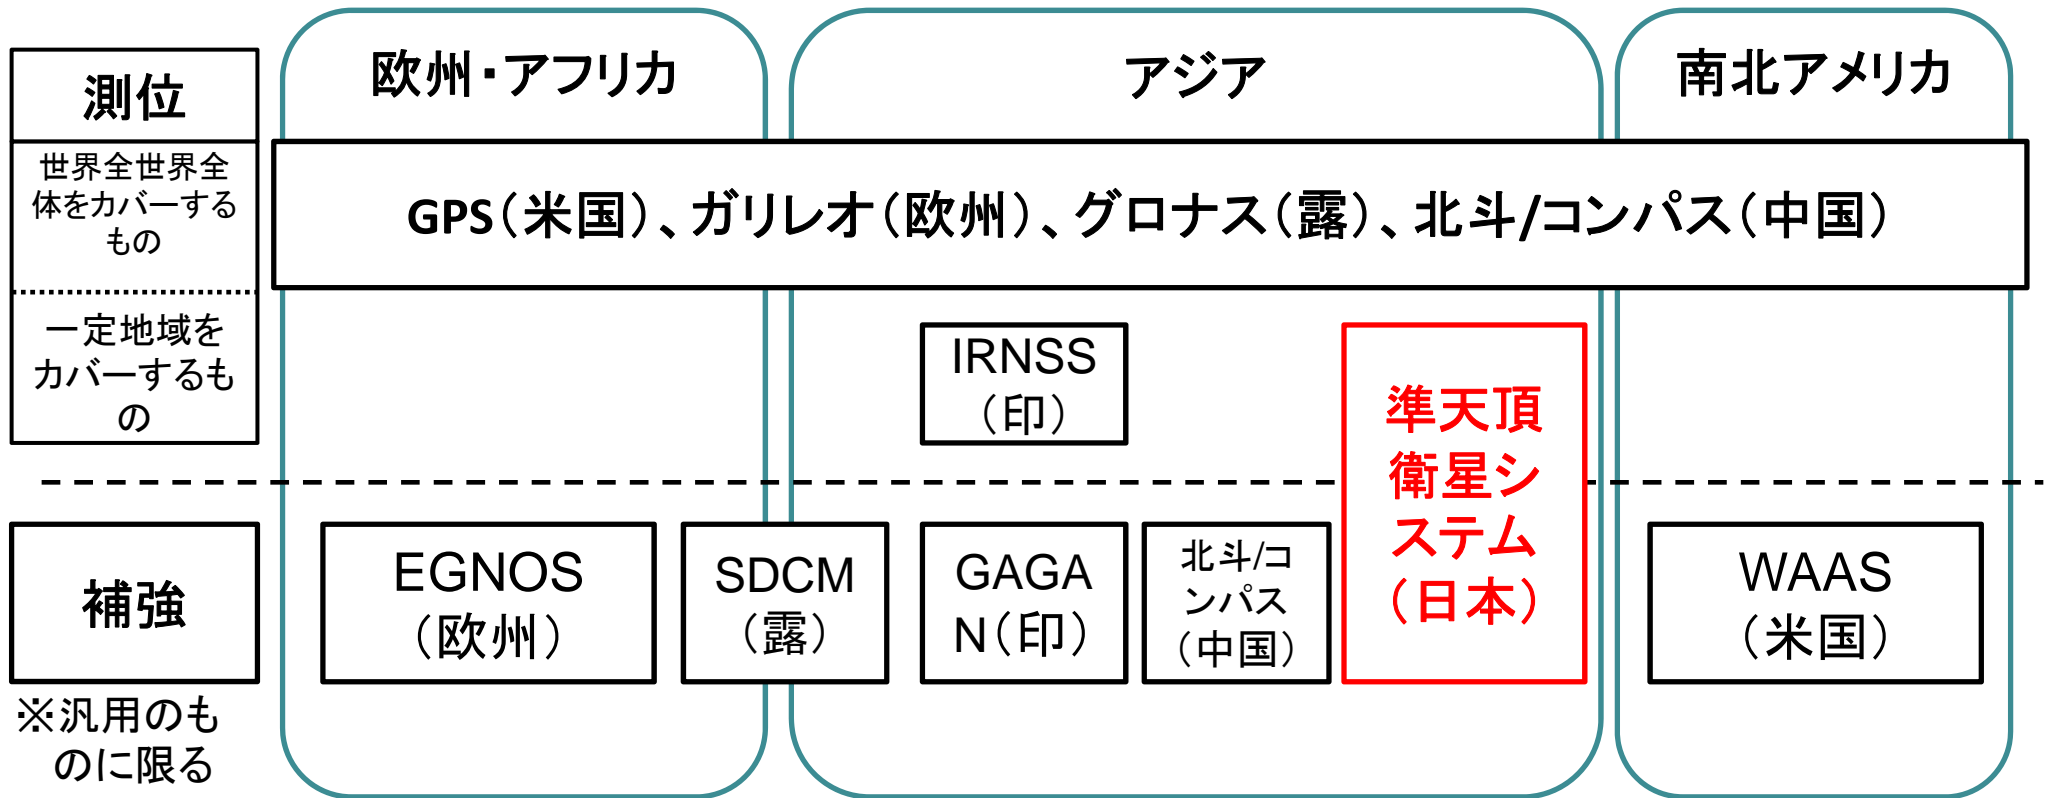 欧州・アフリカ
アジア
南北アメリカ
測位
世界全世界全
体をカバーする
もの
GPS（米国）、ガリレオ（欧州）、グロナス（露）、北斗/コンパス（中国）
一定地域を
カバーするも
の
IRNSS
（印）
準天頂
衛星シ
ステム
（日本）
補強
EGNOS
（欧州）
SDCM
（露）
GAGA
N（印）
北斗/コ
ンパス
（中国）
WAAS
（米国）
※汎用のも
のに限る